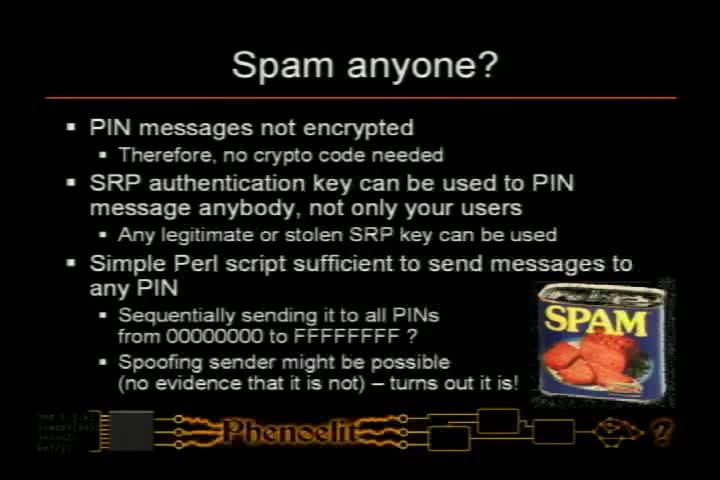 Spam anyone?
PIN messages not encrypted
Therefore, no crypto code needed
SRP authentication key can be used to PIN
message anybody, not only your users
Any legitimate or stolen SRP key can be used
Simple Perl script sufficient to send messages to
any PIN
Sequentially sending it to all PINs
from 00000000 to FFFFFFFF ?
Spoofing sender might be possible
(no evidence that it is not) – turns out it is!
SPAM
Phenoelit
?